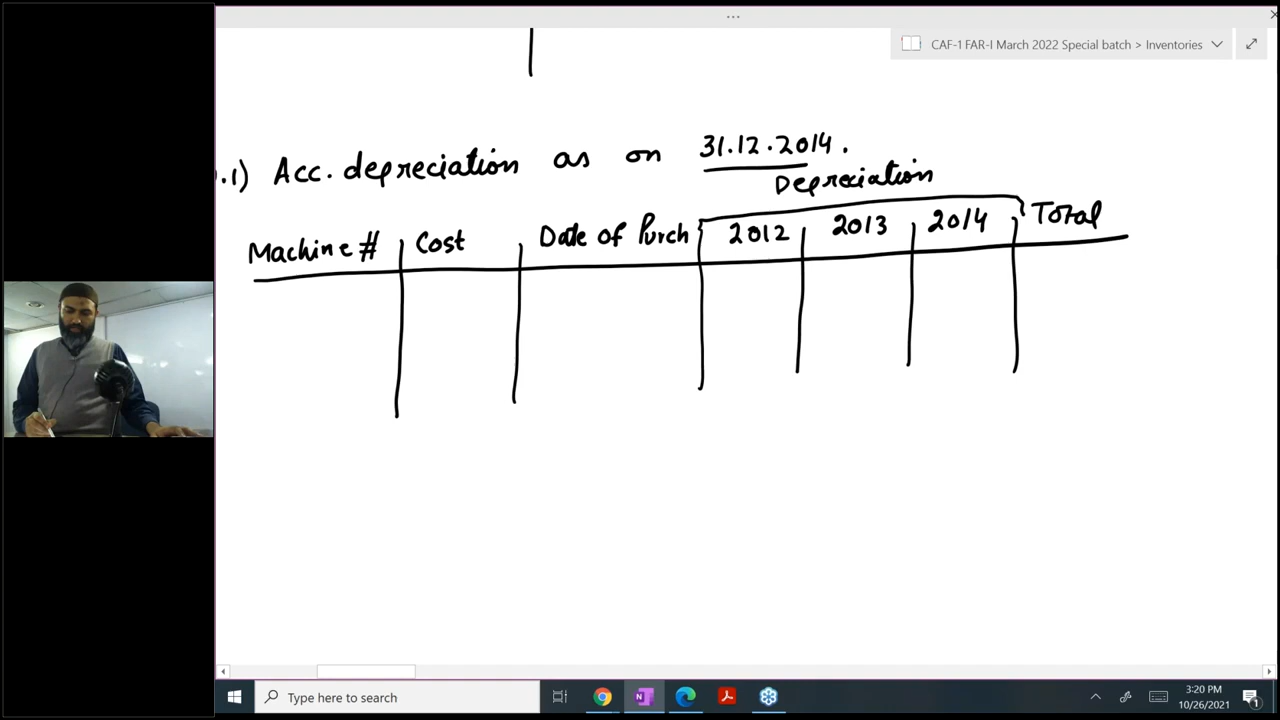 CAF-1 FAR-I March 2022 Special batch > Inventories
.1) Acc. depreciation as on 31.12.2014.
Depreciation
Machine # Cost Date of Purch 2012 2013 2014 Total
Type here to search
3:20 PM
10/26/2021
1